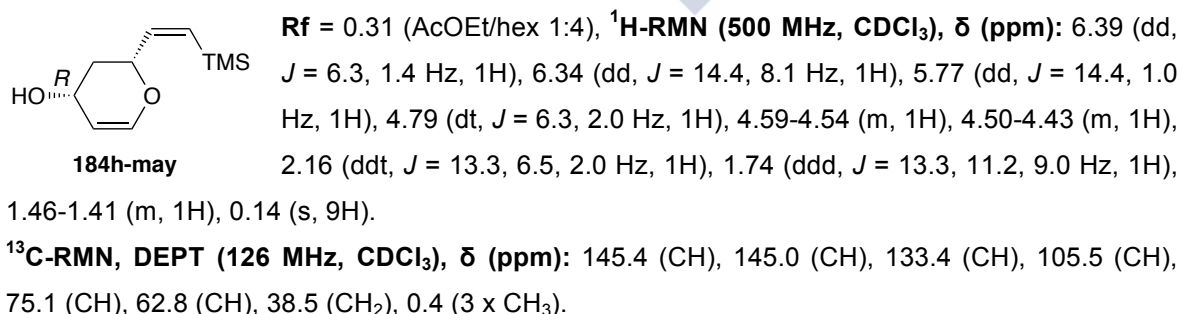 Rf = 0.31 (AcOEt/hex 1:4), ¹H-RMN (500 MHz, CDCl₃), δ (ppm): 6.39 (dd,
TMS
J = 6.3, 1.4 Hz, 1H), 6.34 (dd, J = 14.4, 8.1 Hz, 1H), 5.77 (dd, J = 14.4, 1.0
R
HO
O
Hz, 1H), 4.79 (dt, J = 6.3, 2.0 Hz, 1H), 4.59-4.54 (m, 1H), 4.50-4.43 (m, 1H),
184h-may
2.16 (ddt, J = 13.3, 6.5, 2.0 Hz, 1H), 1.74 (ddd, J = 13.3, 11.2, 9.0 Hz, 1H),
1.46-1.41 (m, 1H), 0.14 (s, 9H).
¹³C-RMN, DEPT (126 MHz, CDCl₃), δ (ppm): 145.4 (CH), 145.0 (CH), 133.4 (CH), 105.5 (CH),
75.1 (CH), 62.8 (CH), 38.5 (CH₂), 0.4 (3 x CH₃).